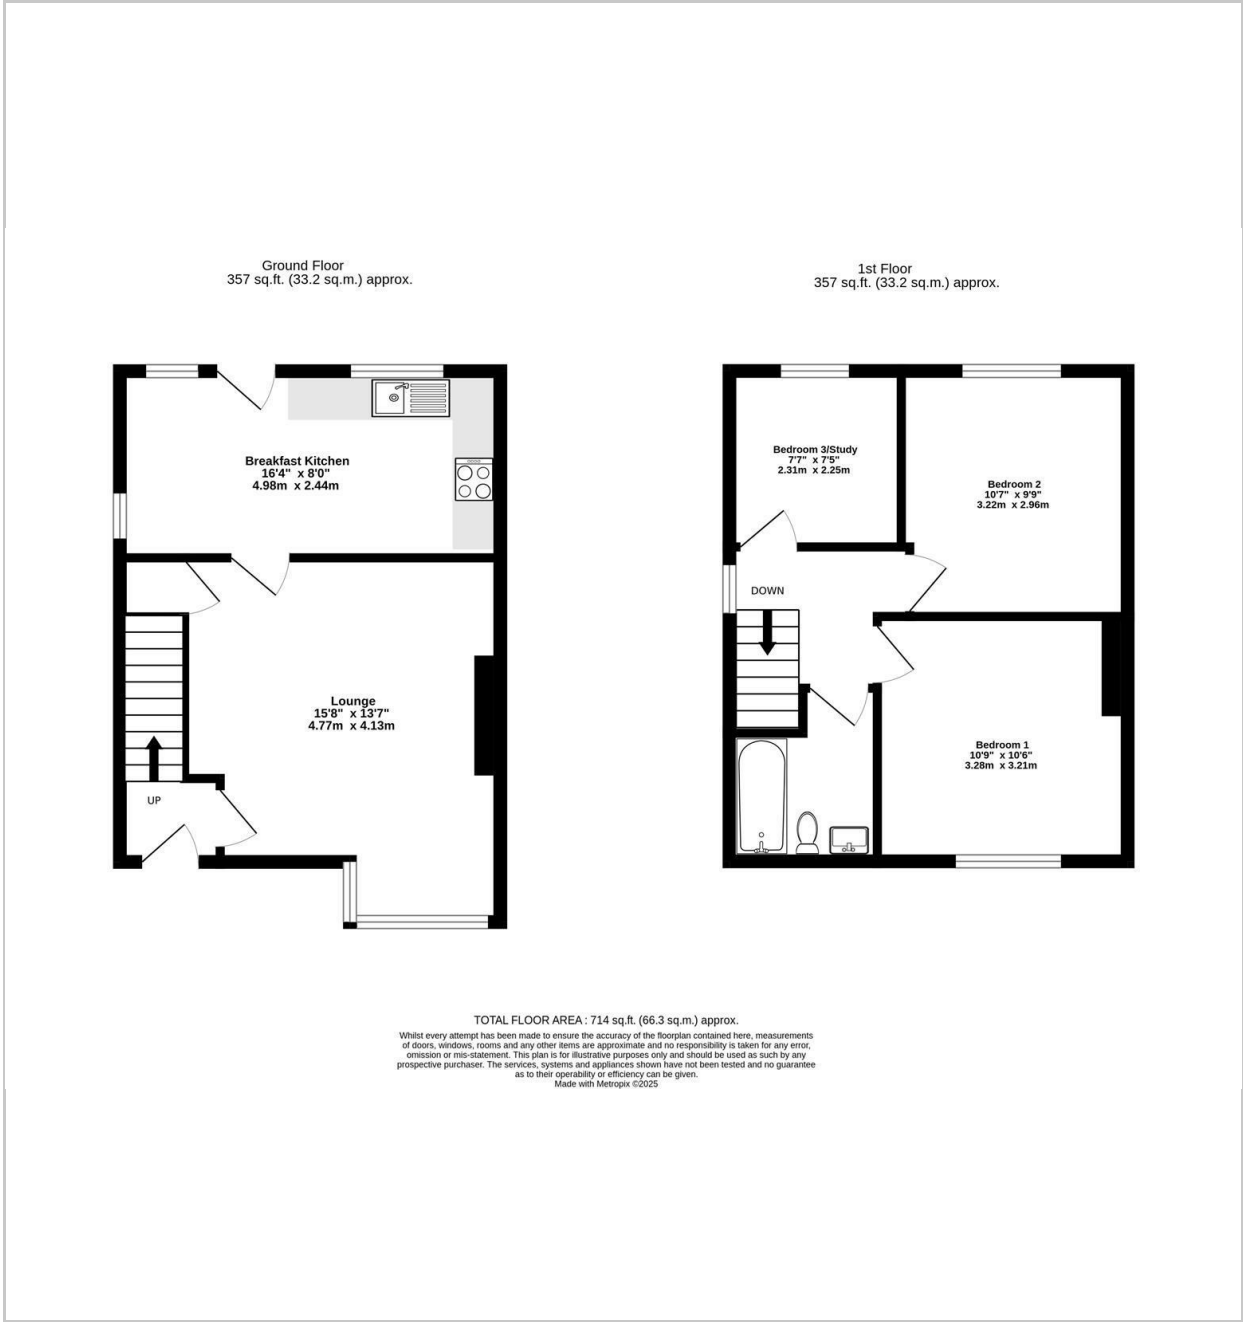 Ground Floor
357 sq.ft. (33.2 sq.m.) approx.
Breakfast Kitchen
16'4" x 8'0"
4.98m x 2.44m
Lounge
15'8" x 13'7"
4.77m x 4.13m
UP
1st Floor
357 sq.ft. (33.2 sq.m.) approx.
Bedroom 3/Study
7'7" x 7'5"
2.31m x 2.25m
Bedroom 2
10'7" x 9'9"
3.22m x 2.96m
DOWN
Bedroom 1
10'9" x 10'6"
3.28m x 3.21m
TOTAL FLOOR AREA : 714 sq.ft. (66.3 sq.m.) approx.
Whilst every attempt has been made to ensure the accuracy of the floorplan contained here, measurements
of doors, windows, rooms and any other items are approximate and no responsibility is taken for any error,
omission or mis-statement. This plan is for illustrative purposes only and should be used as such by any
prospective purchaser. The services, systems and appliances shown have not been tested and no guarantee
as to their operability or efficiency can be given.
Made with Metropix ©2025